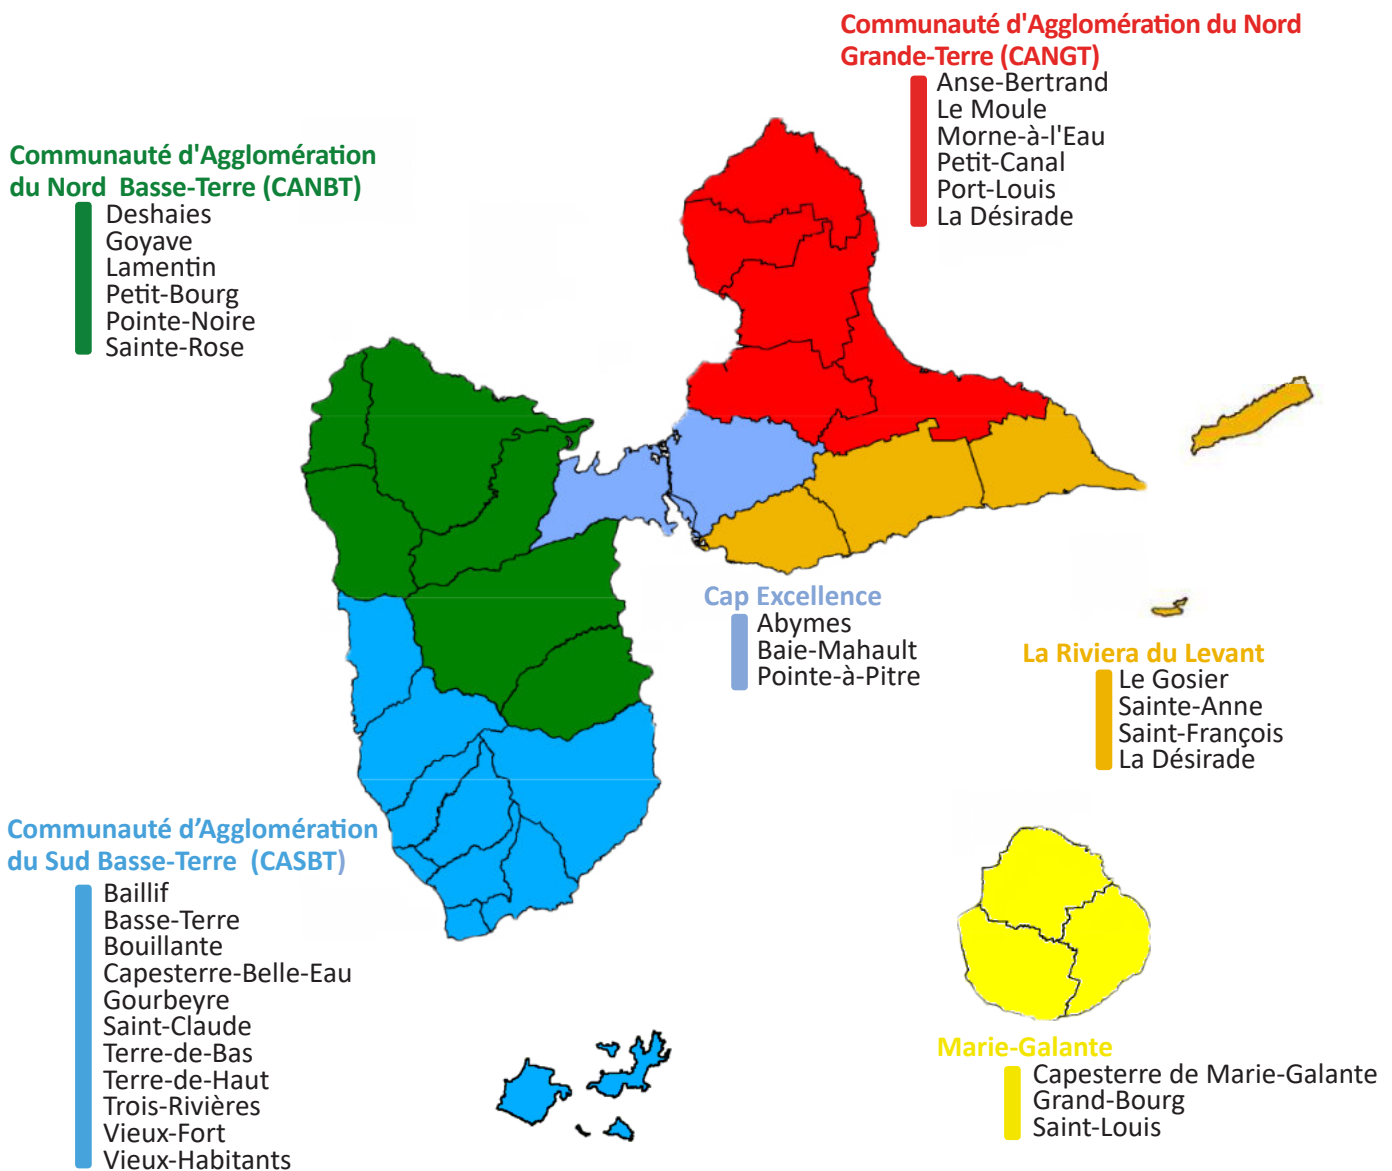 Communauté d'Agglomération du Nord
Grande-Terre (CANGT)
Anse-Bertrand
Le Moule
Morne-à-l'Eau
Petit-Canal
Port-Louis
La Désirade
Communauté d'Agglomération
du Nord Basse-Terre (CANBT)
Deshaies
Goyave
Lamentin
Petit-Bourg
Pointe-Noire
Sainte-Rose
Cap Excellence
Abymes
Baie-Mahault
Pointe-à-Pitre
La Riviera du Levant
Le Gosier
Sainte-Anne
Saint-François
La Désirade
Communauté d’Agglomération
du Sud Basse-Terre (CASBT)
Baillif
Basse-Terre
Bouillante
Capesterre-Belle-Eau
Gourbeyre
Saint-Claude
Terre-de-Bas
Terre-de-Haut
Trois-Rivières
Vieux-Fort
Vieux-Habitants
Marie-Galante
Capesterre de Marie-Galante
Grand-Bourg
Saint-Louis